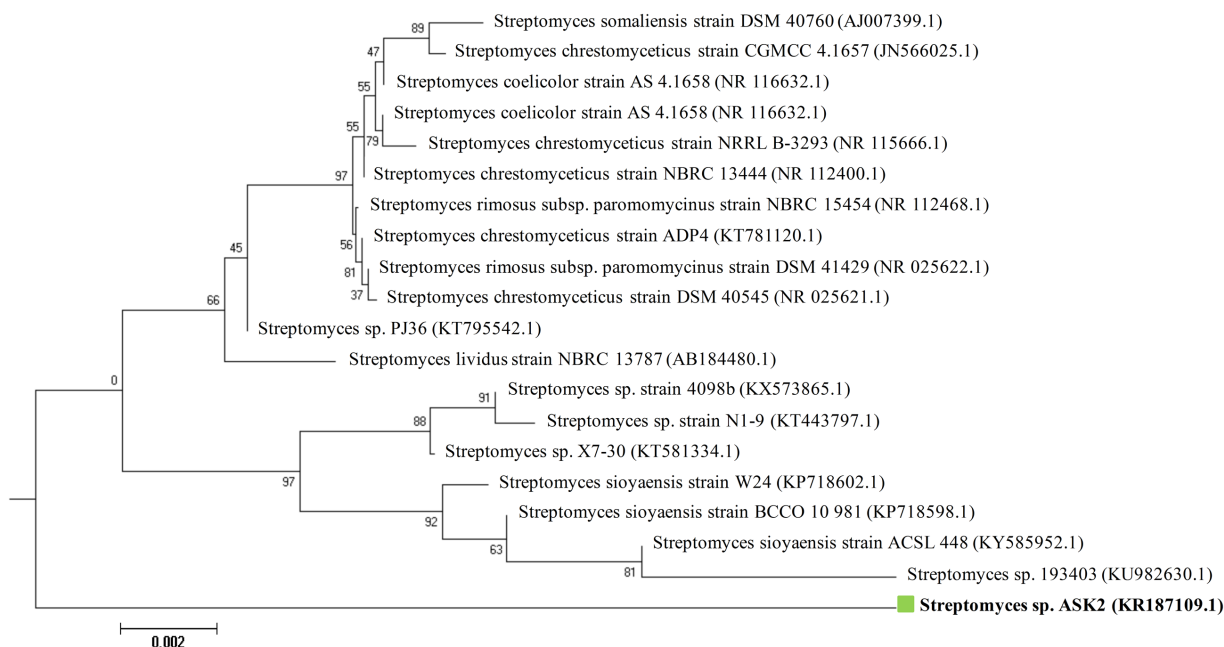 Streptomyces somaliensis strain DSM 40760 (AJ007399.1)
89
Streptomyces chrestomyceticus strain CGMCC 4.1657 (JN566025.1)
47
Streptomyces coelicolor strain AS 4.1658 (NR 116632.1)
55
Streptomyces coelicolor strain AS 4.1658 (NR 116632.1)
55
79
Streptomyces chrestomyceticus strain NRRL B-3293 (NR 115666.1)
97
Streptomyces chrestomyceticus strain NBRC 13444 (NR 112400.1)
Streptomyces rimosus subsp. paromomycinus strain NBRC 15454 (NR 112468.1)
Streptomyces chrestomyceticus strain ADP4 (KT781120.1)
45
56
Streptomyces rimosus subsp. paromomycinus strain DSM 41429 (NR 025622.1)
81
37
Streptomyces chrestomyceticus strain DSM 40545 (NR 025621.1)
66
Streptomyces sp. PJ36 (KT795542.1)
Streptomyces lividus strain NBRC 13787 (AB184480.1)
0
Streptomyces sp. strain 4098b (KX573865.1)
91
88
Streptomyces sp. strain N1-9 (KT443797.1)
Streptomyces sp. X7-30 (KT581334.1)
97
Streptomyces sioyaensis strain W24 (KP718602.1)
92
Streptomyces sioyaensis strain BCCO 10 981 (KP718598.1)
63
Streptomyces sioyaensis strain ACSL 448 (KY585952.1)
81
Streptomyces sp. 193403 (KU982630.1)
Streptomyces sp. ASK2 (KR187109.1)
0.002